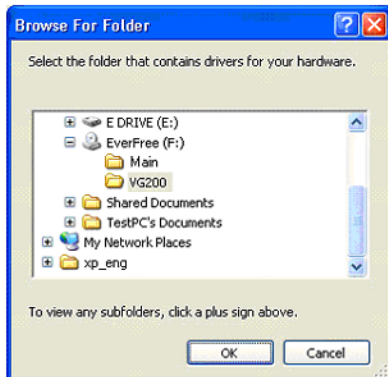 Browse For Folder
Select the folder that contains drivers for your hardware.
E DRIVE (E:)
EverFree (F:)
Main
VG200
Shared Documents
TestPC's Documents
My Network Places
xp_eng
To view any subfolders, click a plus sign above.
OK Cancel